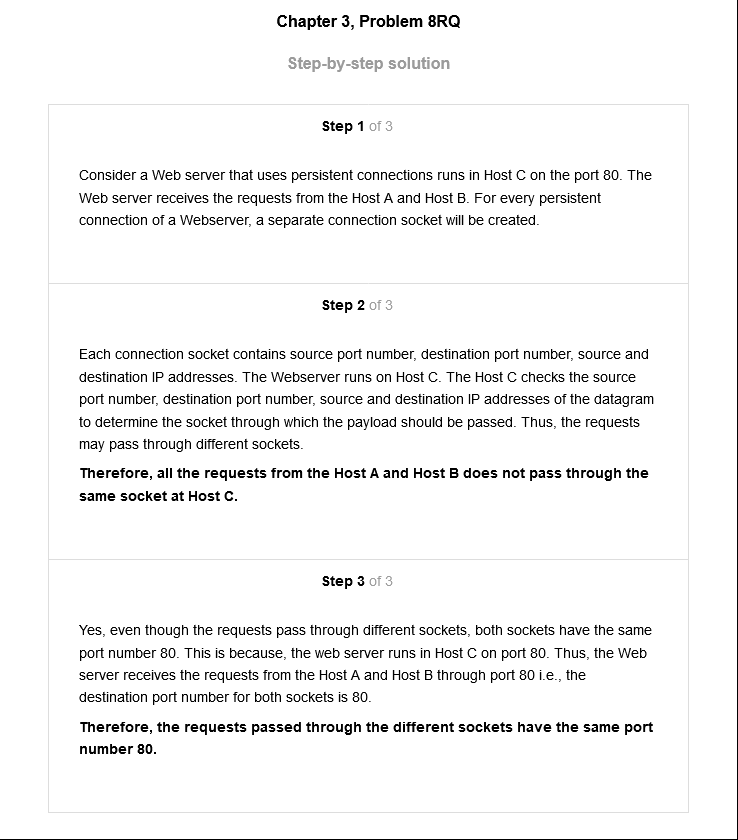 Chapter 3, Problem 8RQ
Step-by-step solution
Step 1 of 3
Consider a Web server that uses persistent connections runs in Host C on the port 80. The
Web server receives the requests from the Host A and Host B. For every persistent
connection of a Webserver, a separate connection socket will be created.
Step 2 of 3
Each connection socket contains source port number, destination port number, source and
destination IP addresses. The Webserver runs on Host C. The Host C checks the source
port number, destination port number, source and destination IP addresses of the datagram
to determine the socket through which the payload should be passed. Thus, the requests
may pass through different sockets.
Therefore, all the requests from the Host A and Host B does not pass through the
same socket at Host C.
Step 3 of 3
Yes, even though the requests pass through different sockets, both sockets have the same
port number 80. This is because, the web server runs in Host C on port 80. Thus, the Web
server receives the requests from the Host A and Host B through port 80 i.e., the
destination port number for both sockets is 80.
Therefore, the requests passed through the different sockets have the same port
number 80.